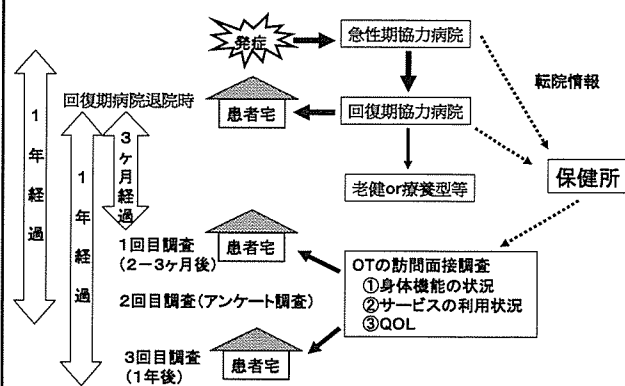 発症
急性期協力病院
転院情報
回復期病院退院時
患者宅
回復期協力病院
1年経過
3ヶ月経過
1年経過
保健所
老健or療養型等
1回目調査
(2-3ヶ月後)
患者宅
OTの訪問面接調査
①身体機能の状況
②サービスの利用状況
③QOL
2回目調査(アンケート調査)
3回目調査
(1年後)
患者宅